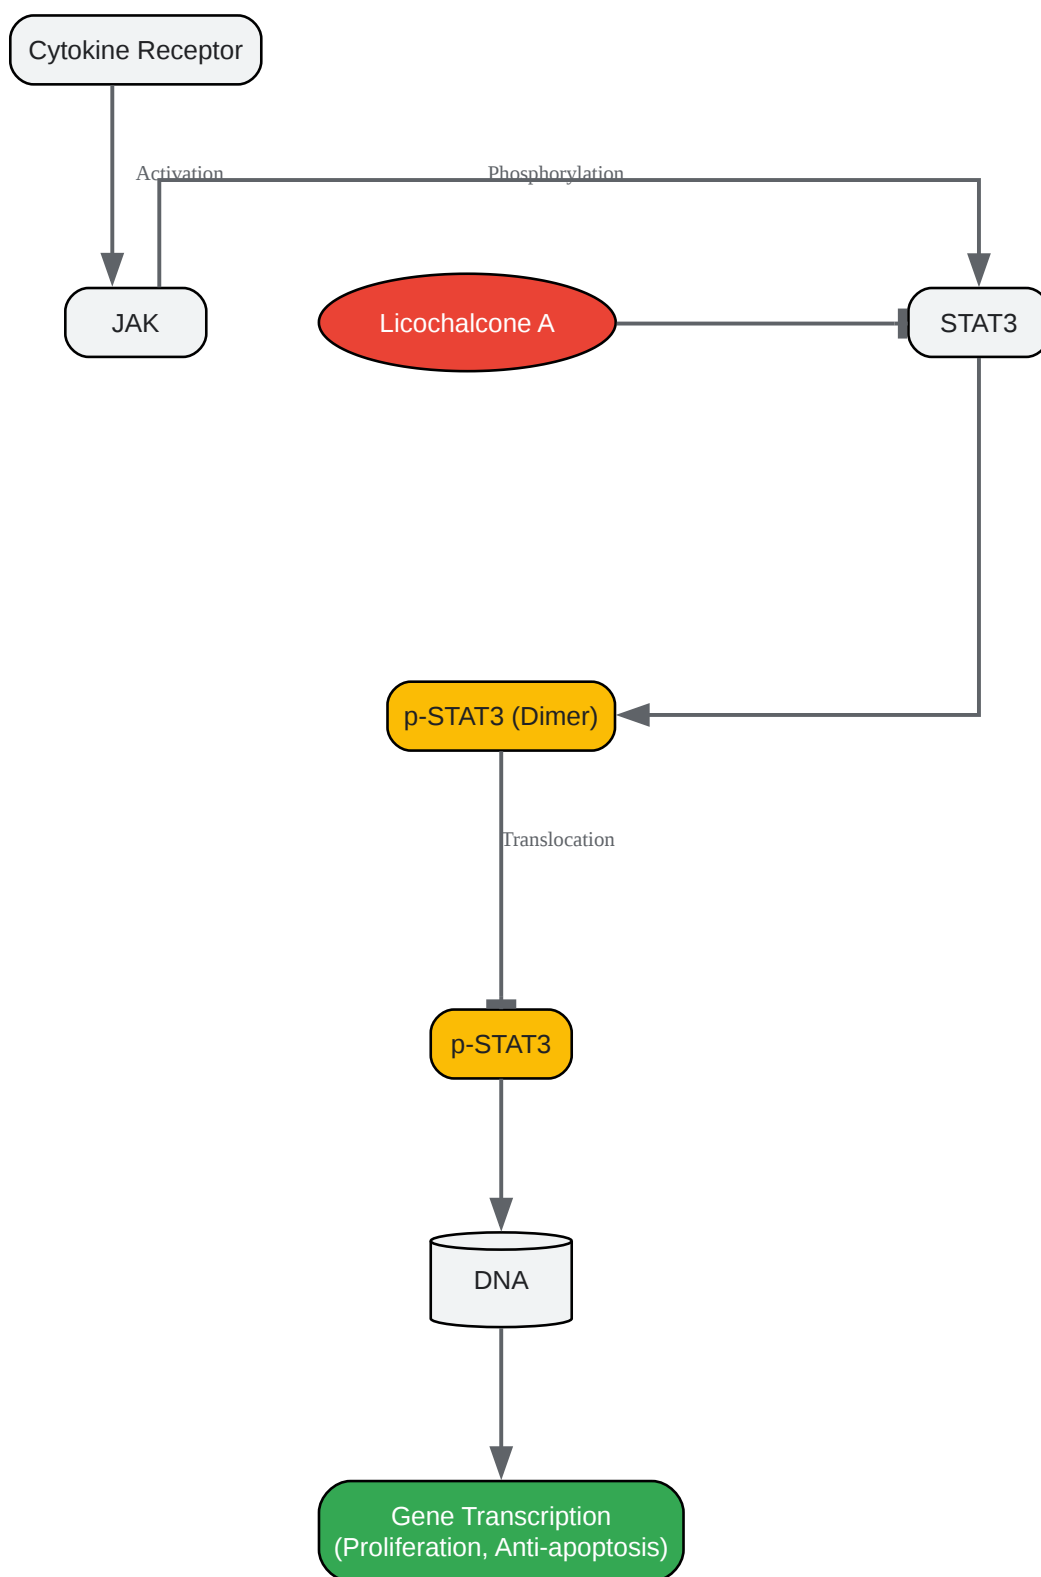 Cytokine Receptor
Activation
Phosphorylation
JAK
Licochalcone A
STAT3
p-STAT3 (Dimer)
Translocation
p-STAT3
DNA
Gene Transcription
(Proliferation, Anti-apoptosis)